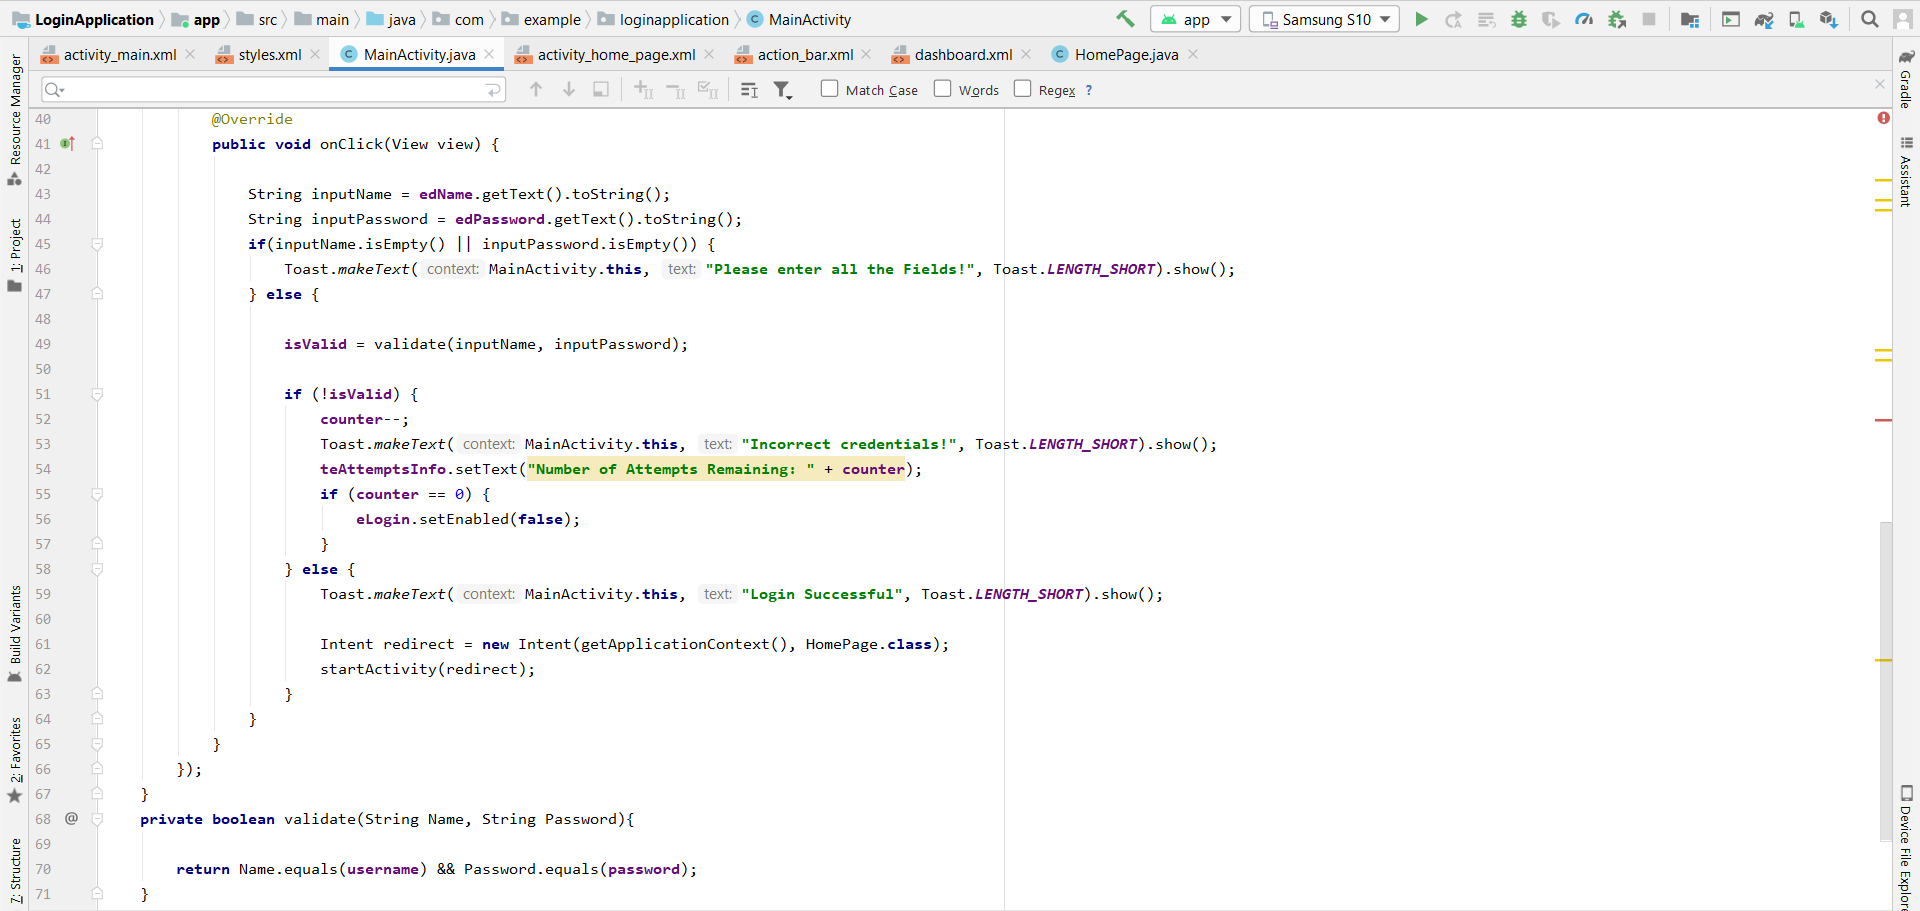 LoginApplication app src main java com example loginapplication MainActivity app Samsung S10
activity_main.xml styles.xml MainActivity.java activity_home_page.xml action_bar.xml dashboard.xml HomePage.java
Match Case Words Regex ?
Resource Manager
1: Project
Build Variants
2: Favorites
7: Structure
40 @Override
41 public void onClick(View view) {
42
43 String inputName = edName.getText().toString();
44 String inputPassword = edPassword.getText().toString();
45 if(inputName.isEmpty() || inputPassword.isEmpty()) {
46 Toast.makeText( context: MainActivity.this, text: "Please enter all the Fields!", Toast.LENGTH_SHORT).show();
47 } else {
48
49 isValid = validate(inputName, inputPassword);
50
51 if (!isValid) {
52 counter--;
53 Toast.makeText( context: MainActivity.this, text: "Incorrect credentials!", Toast.LENGTH_SHORT).show();
54 teAttemptsInfo.setText("Number of Attempts Remaining: " + counter);
55 if (counter == 0) {
56 eLogin.setEnabled(false);
57 }
58 } else {
59 Toast.makeText( context: MainActivity.this, text: "Login Successful", Toast.LENGTH_SHORT).show();
60
61 Intent redirect = new Intent(getApplicationContext(), HomePage.class);
62 startActivity(redirect);
63 }
64 }
65 }
66 });
67 }
68 @ private boolean validate(String Name, String Password){
69
70 return Name.equals(username) && Password.equals(password);
71 }
Gradle
Assistant
Device File Explore